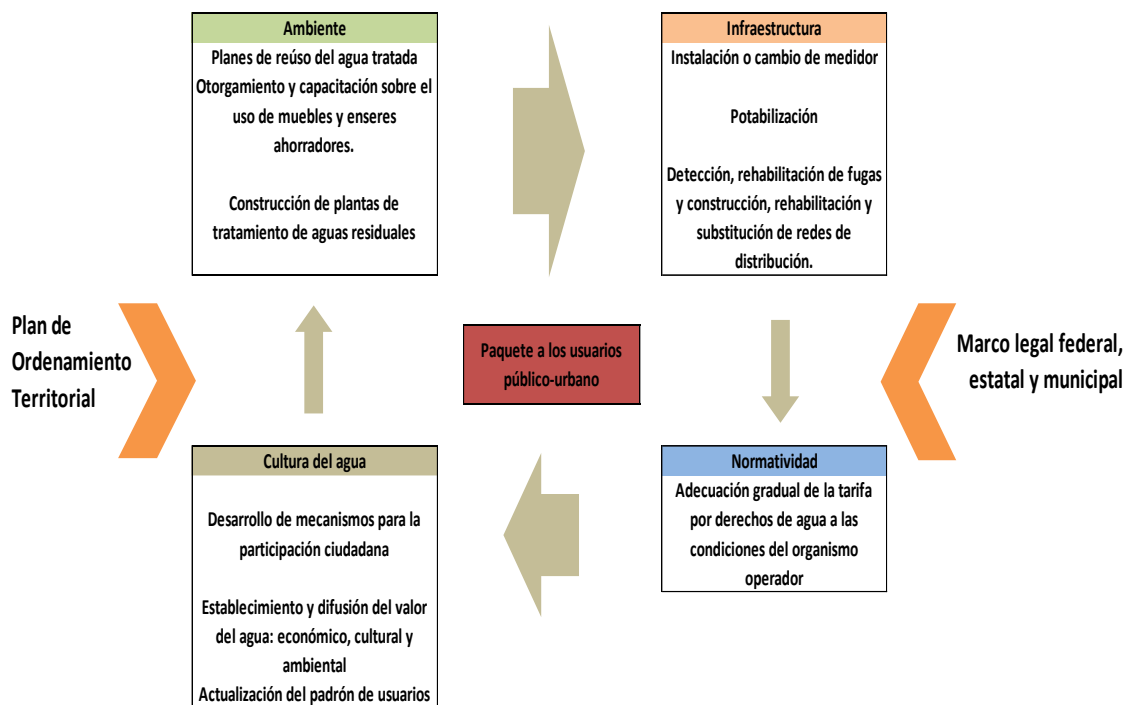 Ambiente
Planes de reúso del agua tratada
Otorgamiento y capacitación sobre el
uso de muebles y enseres
ahorradores.
Construcción de plantas de
tratamiento de aguas residuales
Infraestructura
Instalación o cambio de medidor
Potabilización
Detección, rehabilitación de fugas
y construcción, rehabilitación y
substitución de redes de
distribución.
Plan de
Ordenamiento
Territorial
Paquete a los usuarios
público-urbano
Marco legal federal,
estatal y municipal
Cultura del agua
Desarrollo de mecanismos para la
participación ciudadana
Establecimiento y difusión del valor
del agua: económico, cultural y
ambiental
Actualización del padrón de usuarios
Normatividad
Adecuación gradual de la tarifa
por derechos de agua a las
condiciones del organismo
operador